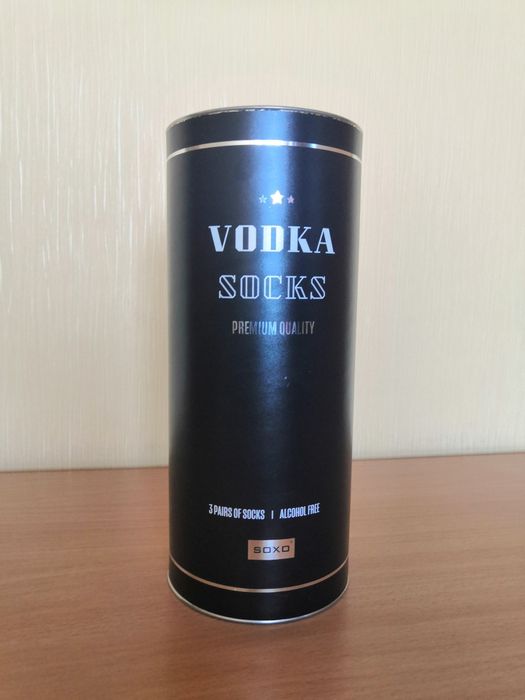 VODKA
SOCKS
PREMIUM QUALITY
3 PAIRS OF SOCKS | ALCOHOL FREE
SOXO